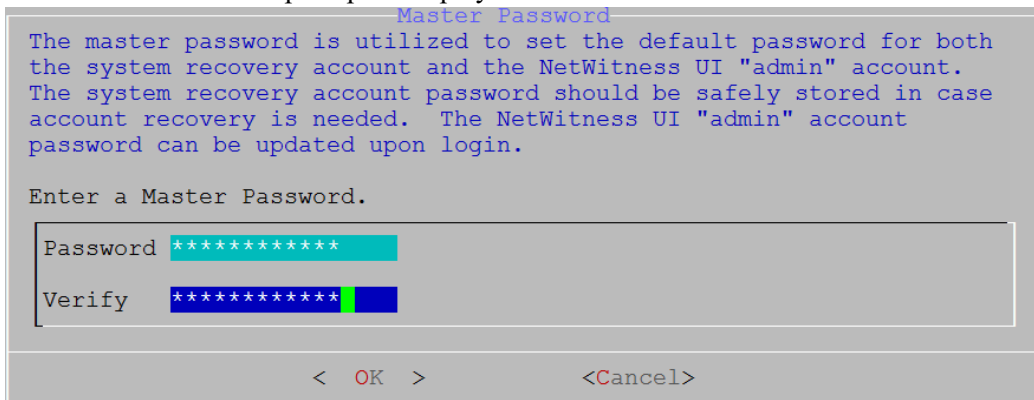 Master Password
The master password is utilized to set the default password for both
the system recovery account and the NetWitness UI "admin" account.
The system recovery account password should be safely stored in case
account recovery is needed.  The NetWitness UI "admin" account
password can be updated upon login.
Enter a Master Password.
Password ************
Verify ************
< OK > <Cancel>